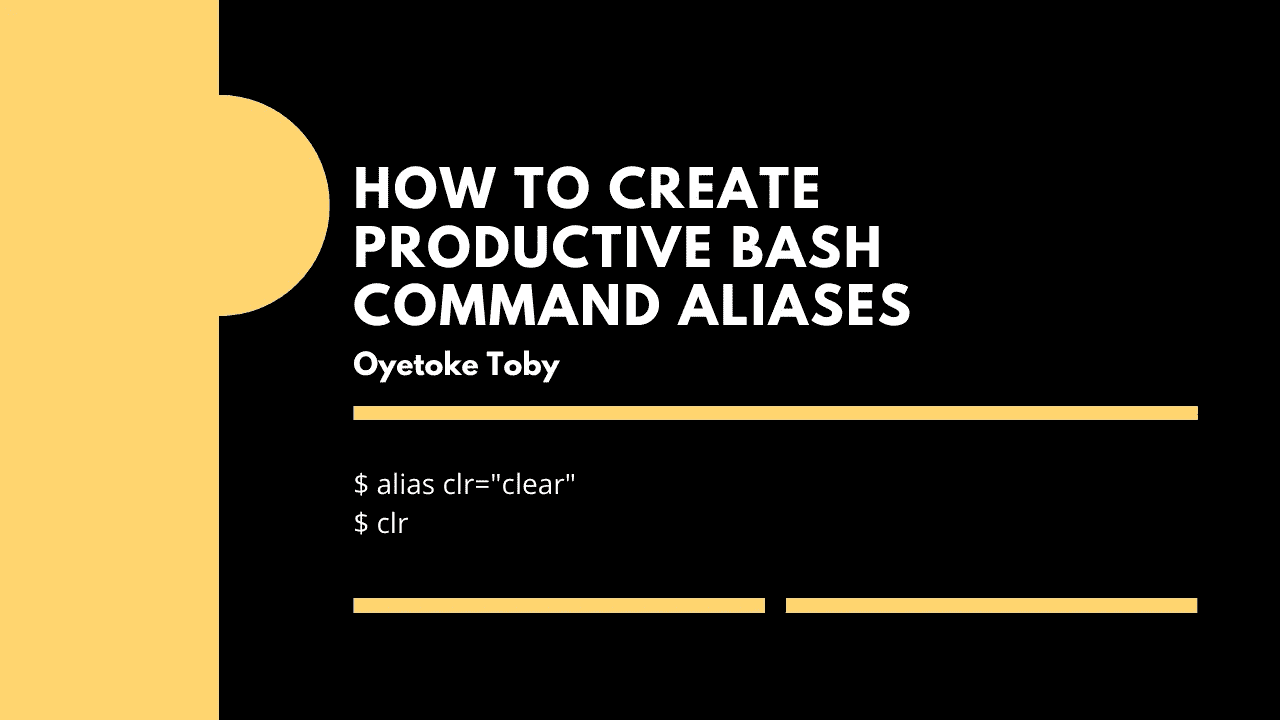 HOW TO CREATE
PRODUCTIVE BASH
COMMAND ALIASES
Oyetoke Toby
$ alias clr="clear"
$ clr